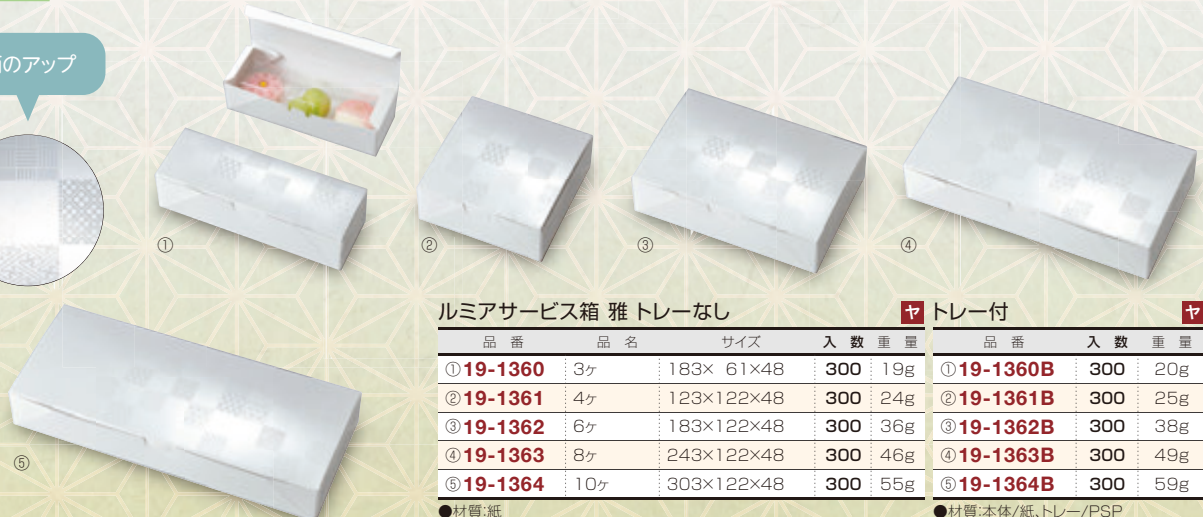 のアップ
①
②
③
④
⑤
ルミアサービス箱 雅 トレーなし ヤ
品 番 品 名 サイズ 入 数 重 量
①19-1360 3ヶ 183× 61×48 300 19g
②19-1361 4ヶ 123×122×48 300 24g
③19-1362 6ヶ 183×122×48 300 36g
④19-1363 8ヶ 243×122×48 300 46g
⑤19-1364 10ヶ 303×122×48 300 55g
●材質:紙
トレー付 ヤ
品 番 入 数 重 量
①19-1360B 300 20g
②19-1361B 300 25g
③19-1362B 300 38g
④19-1363B 300 49g
⑤19-1364B 300 59g
●材質:本体/紙、トレー/PSP